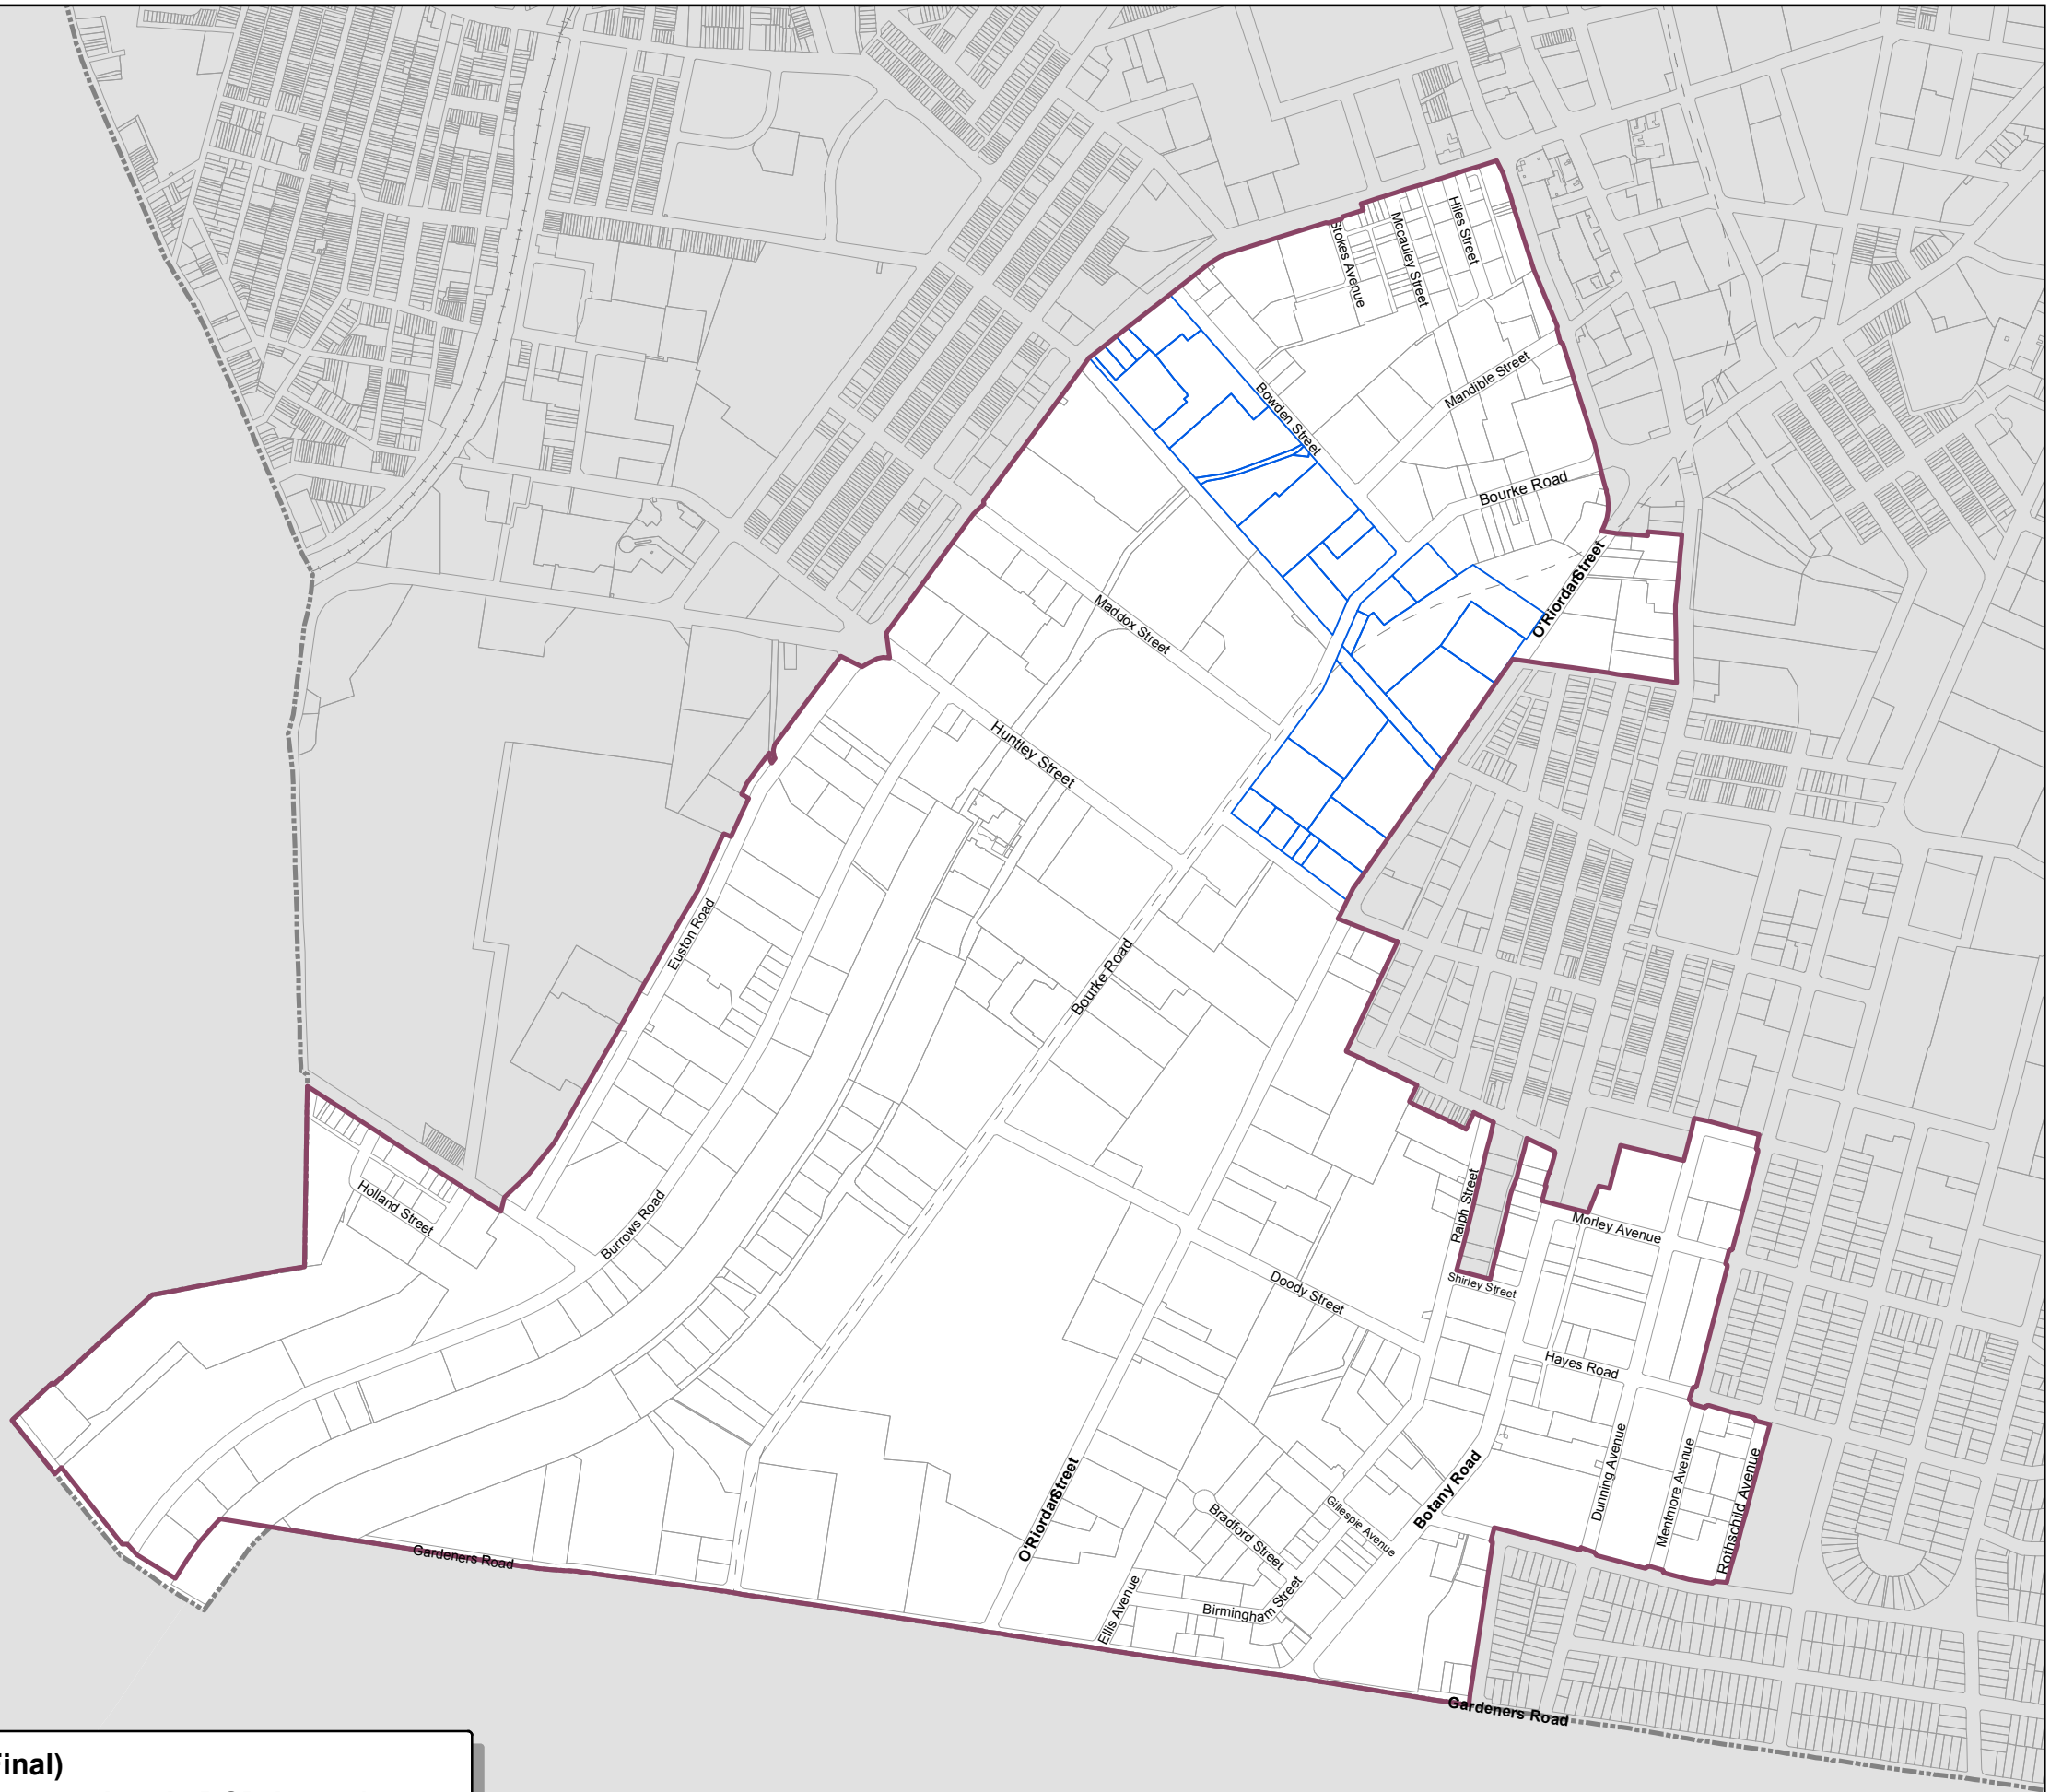 Hiles Street
Mccauley Street
Stokes Avenue
Mandible Street
Bowden Street
Bourke Road
O'Riordan Street
Maddox Street
Huntley Street
Euston Road
Bourke Road
Holland Street
Burrows Road
Ralph Street
Morley Avenue
Shirley Street
Doody Street
Hayes Road
Dunning Avenue
Mentmore Avenue
Rothschild Avenue
Botany Road
O'Riordan Street
Gillespie Avenue
Bradford Street
Gardeners Road
Birmingham Street
Ellis Avenue
Gardeners Road
inal)